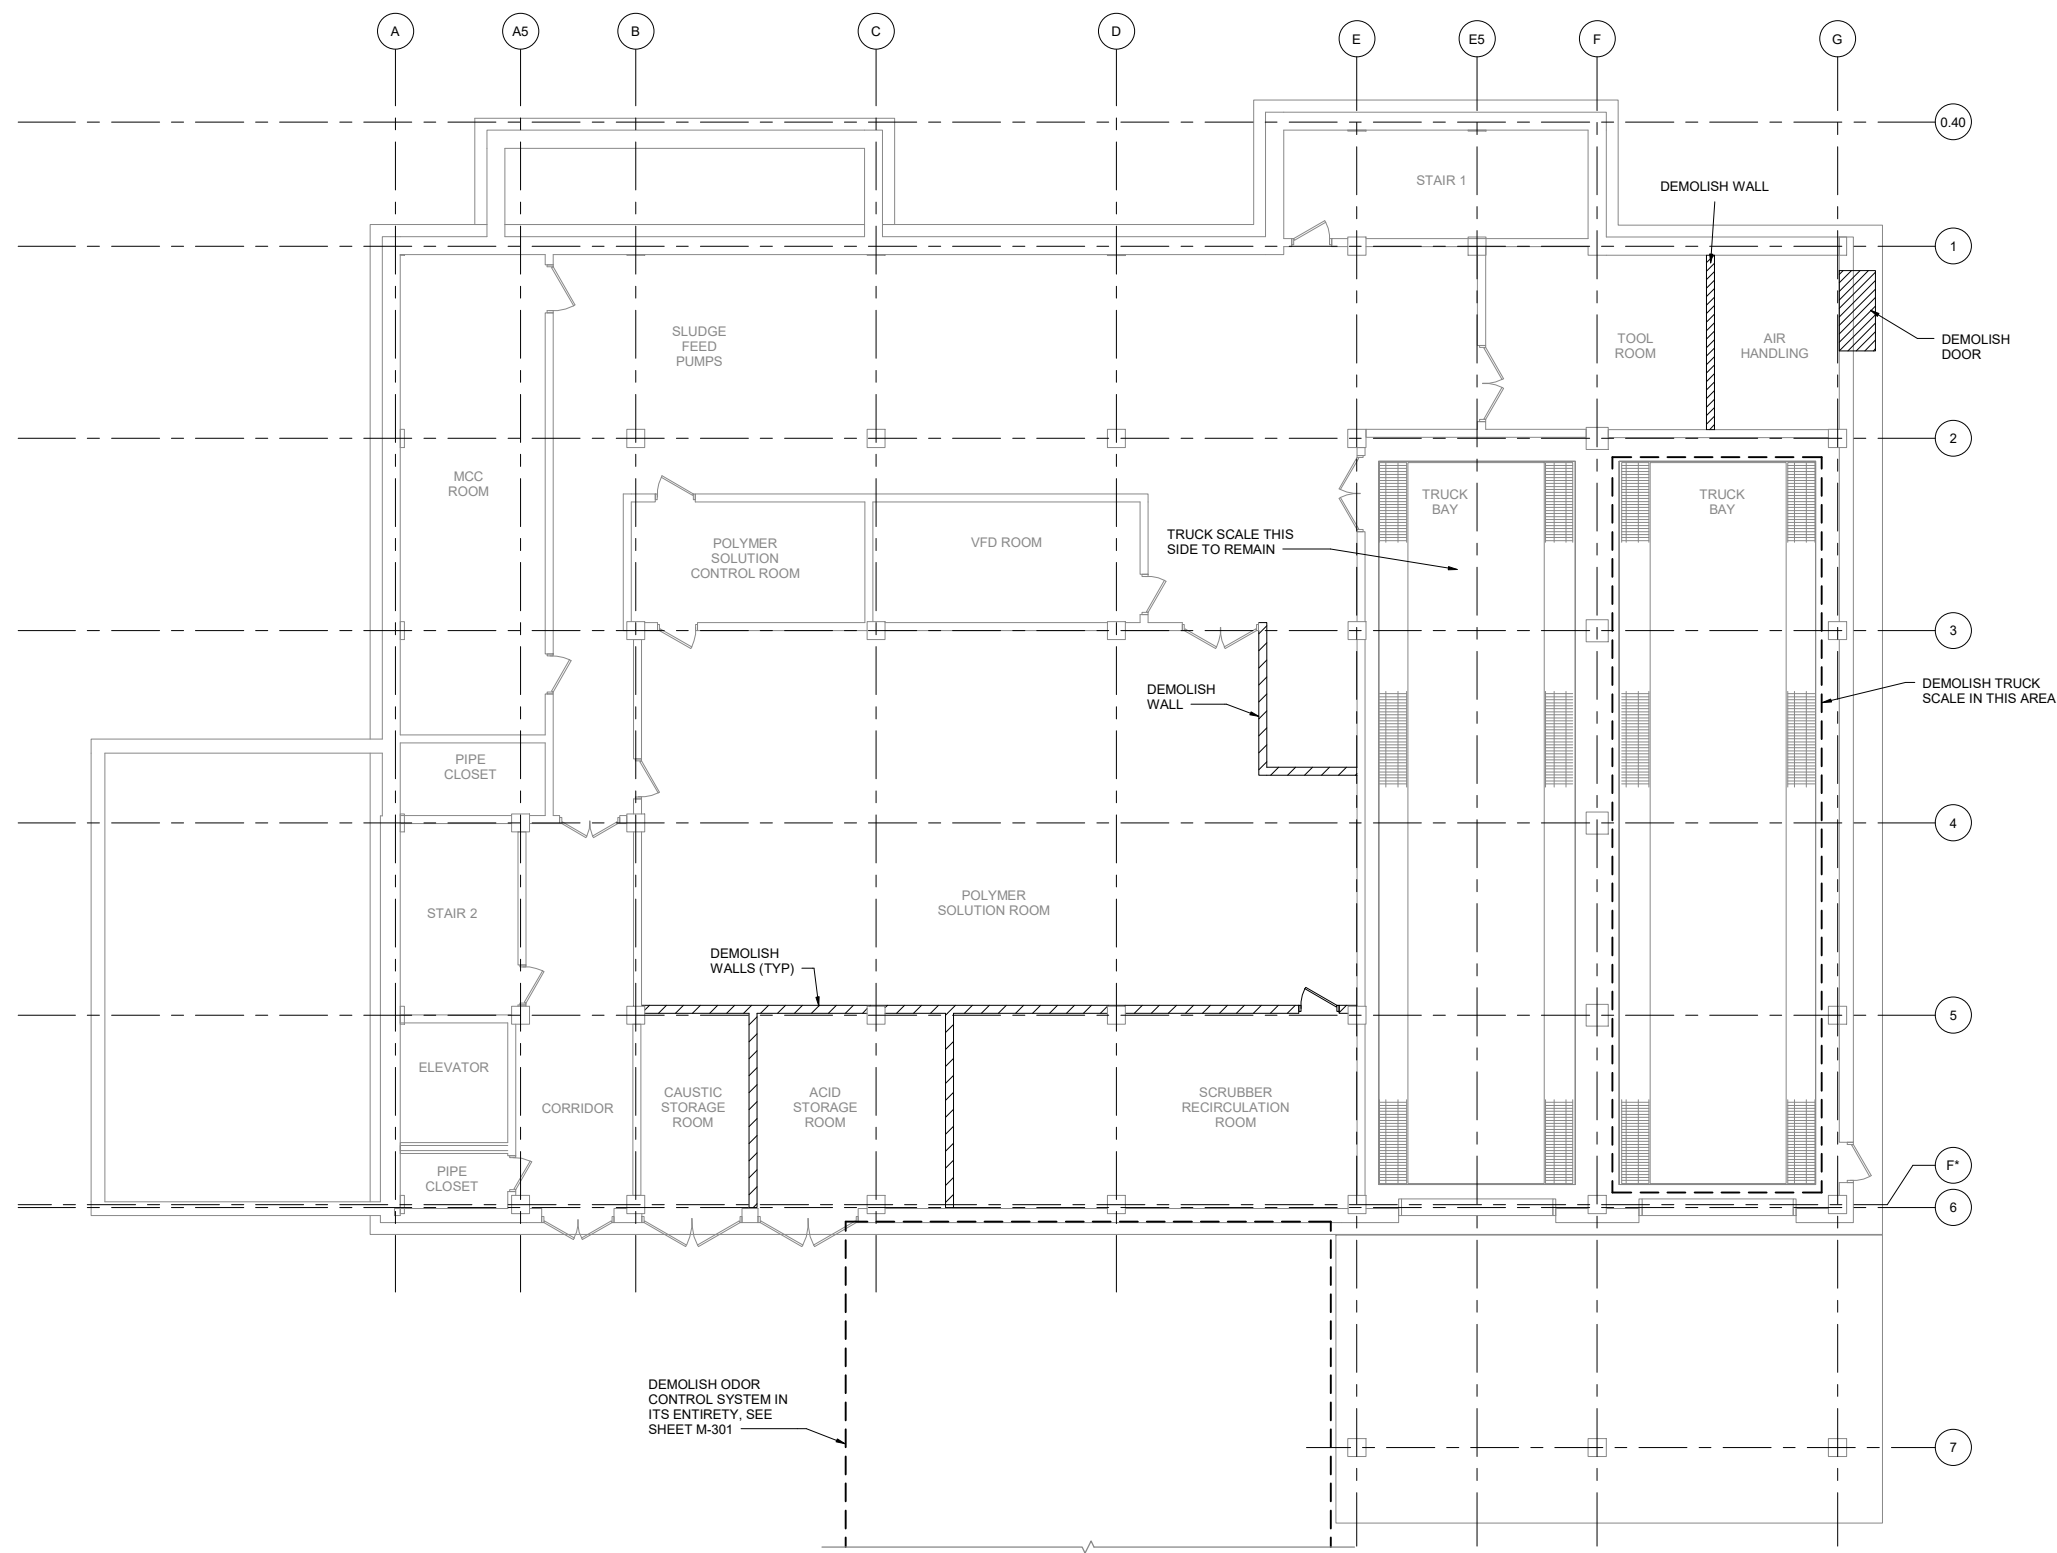 A
A5
B
C
D
E
E5
F
G
0.40
STAIR 1
DEMOLISH WALL
1
SLUDGE
FEED
PUMPS
TOOL
ROOM
AIR
HANDLING
DEMOLISH
DOOR
2
MCC
ROOM
TRUCK
BAY
TRUCK
BAY
POLYMER
SOLUTION
CONTROL ROOM
VFD ROOM
TRUCK SCALE THIS
SIDE TO REMAIN
3
DEMOLISH
WALL
DEMOLISH TRUCK
SCALE IN THIS AREA
PIPE
CLOSET
4
STAIR 2
POLYMER
SOLUTION ROOM
DEMOLISH
WALLS (TYP)
5
ELEVATOR
CORRIDOR
CAUSTIC
STORAGE
ROOM
ACID
STORAGE
ROOM
SCRUBBER
RECIRCULATION
ROOM
PIPE
CLOSET
F*
6
DEMOLISH ODOR
CONTROL SYSTEM IN
ITS ENTIRETY, SEE
SHEET M-301
7